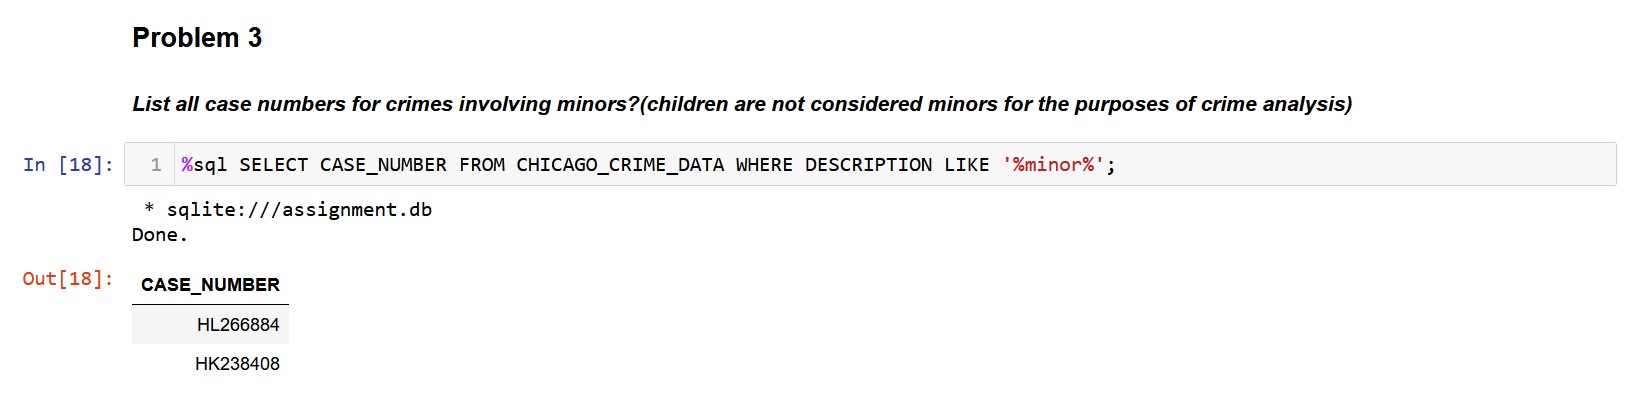 Problem 3
List all case numbers for crimes involving minors?(children are not considered minors for the purposes of crime analysis)
In [18]: 1 %sql SELECT CASE_NUMBER FROM CHICAGO_CRIME_DATA WHERE DESCRIPTION LIKE '%minor%';
* sqlite:///assignment.db
Done.
Out[18]: CASE_NUMBER
HL266884
HK238408